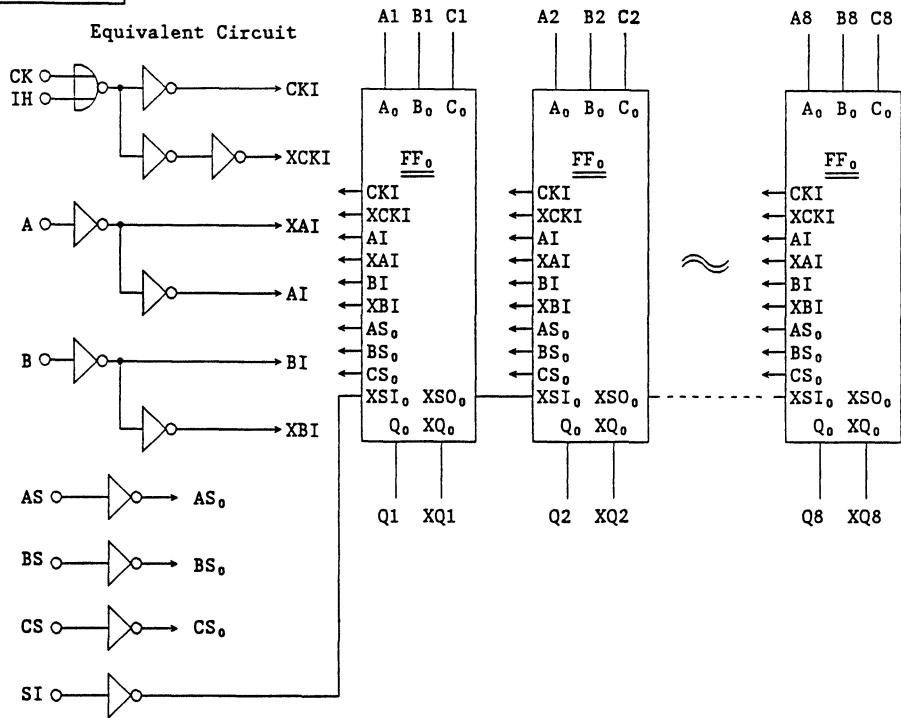 Equivalent Circuit
A1 B1 C1
A2 B2 C2
A8 B8 C8
CK
IH
CKI
XCKI
A
XAI
AI
B
BI
XBI
AS
AS₀
BS
BS₀
CS
CS₀
SI
A₀ B₀ C₀
FF₀
CKI
XCKI
AI
XAI
BI
XBI
AS₀
BS₀
CS₀
XSI₀ XSO₀
Q₀ XQ₀
Q1 XQ1
A₀ B₀ C₀
FF₀
CKI
XCKI
AI
XAI
BI
XBI
AS₀
BS₀
CS₀
XSI₀ XSO₀
Q₀ XQ₀
Q2 XQ2
A₀ B₀ C₀
FF₀
CKI
XCKI
AI
XAI
BI
XBI
AS₀
BS₀
CS₀
XSI₀ XSO₀
Q₀ XQ₀
Q8 XQ8